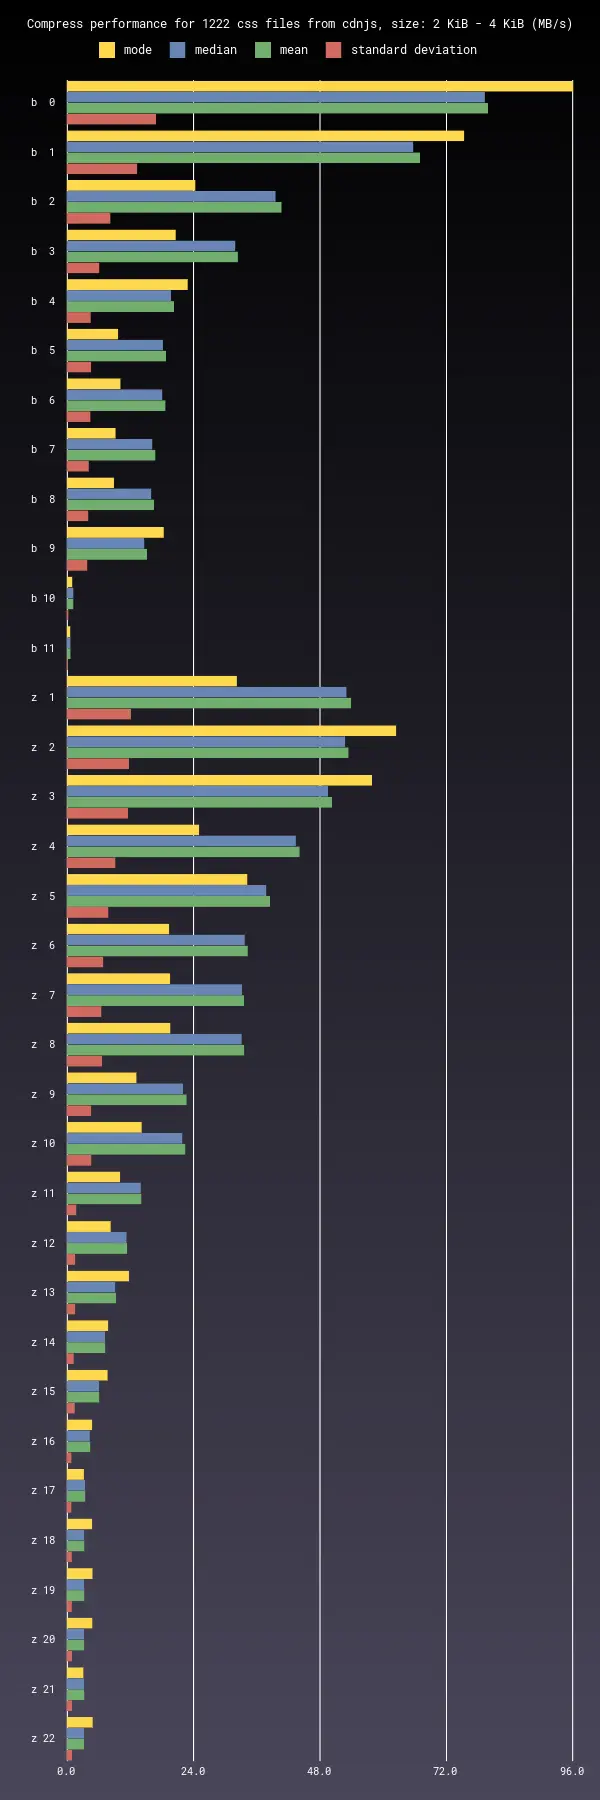 Compress performance for 1222 css files from cdnjs, size: 2 KiB - 4 KiB (MB/s)
mode median mean standard deviation
b 0
b 1
b 2
b 3
b 4
b 5
b 6
b 7
b 8
b 9
b 10
b 11
z 1
z 2
z 3
z 4
z 5
z 6
z 7
z 8
z 9
z 10
z 11
z 12
z 13
z 14
z 15
z 16
z 17
z 18
z 19
z 20
z 21
z 22
0.0 24.0 48.0 72.0 96.0